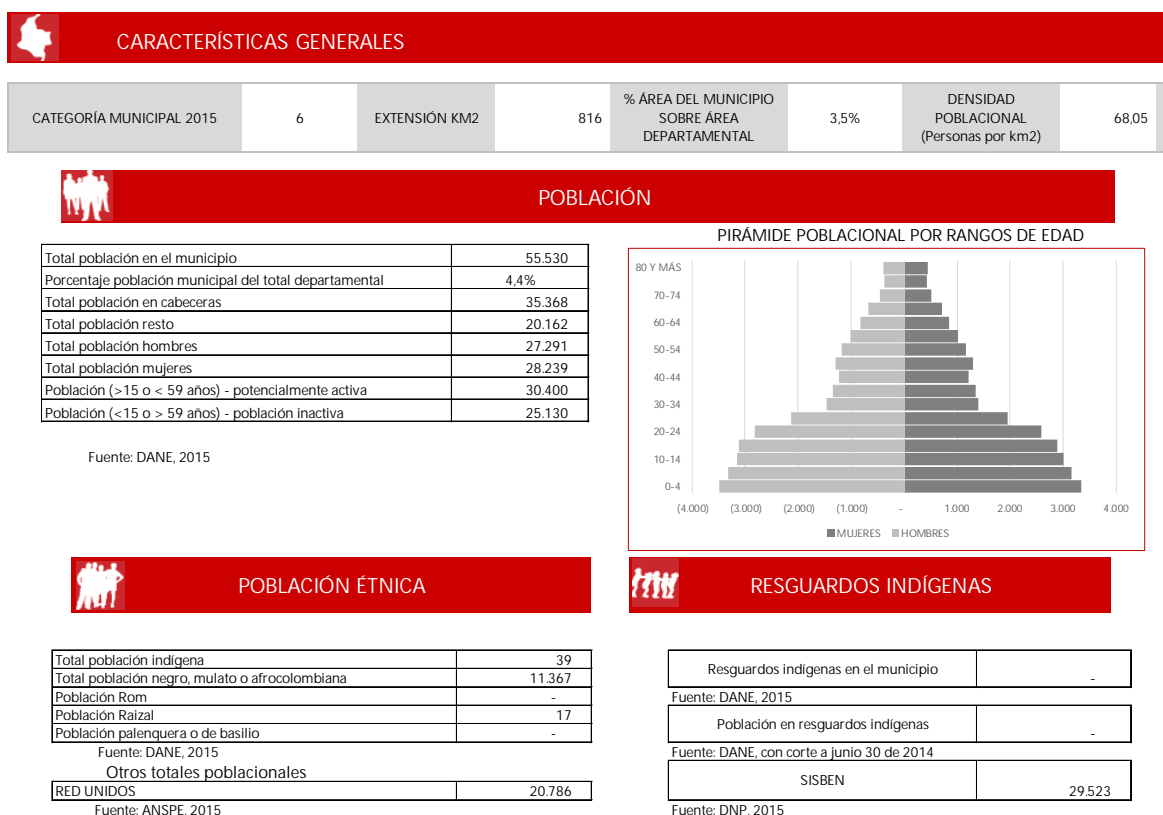 CARACTERÍSTICAS GENERALES
CATEGORÍA MUNICIPAL 2015 6 EXTENSIÓN KM2 816 % ÁREA DEL MUNICIPIO SOBRE ÁREA DEPARTAMENTAL 3,5% DENSIDAD POBLACIONAL (Personas por km2) 68,05
POBLACIÓN
Total población en el municipio 55.530
Porcentaje población municipal del total departamental 4,4%
Total población en cabeceras 35.368
Total población resto 20.162
Total población hombres 27.291
Total población mujeres 28.239
Población (>15 o < 59 años) - potencialmente activa 30.400
Población (<15 o > 59 años) - población inactiva 25.130
Fuente: DANE, 2015
PIRÁMIDE POBLACIONAL POR RANGOS DE EDAD
80 Y MÁS
70-74
60-64
50-54
40-44
30-34
20-24
10-14
0-4
(4.000) (3.000) (2.000) (1.000) - 1.000 2.000 3.000 4.000
MUJERES HOMBRES
POBLACIÓN ÉTNICA
Total población indígena 39
Total población negro, mulato o afrocolombiana 11.367
Población Rom -
Población Raizal 17
Población palenquera o de basilio -
Fuente: DANE, 2015
Otros totales poblacionales
RED UNIDOS 20.786
Fuente: ANSPE, 2015
RESGUARDOS INDÍGENAS
Resguardos indígenas en el municipio -
Fuente: DANE, 2015
Población en resguardos indígenas -
Fuente: DANE, con corte a junio 30 de 2014
SISBEN 29.523
Fuente: DNP, 2015